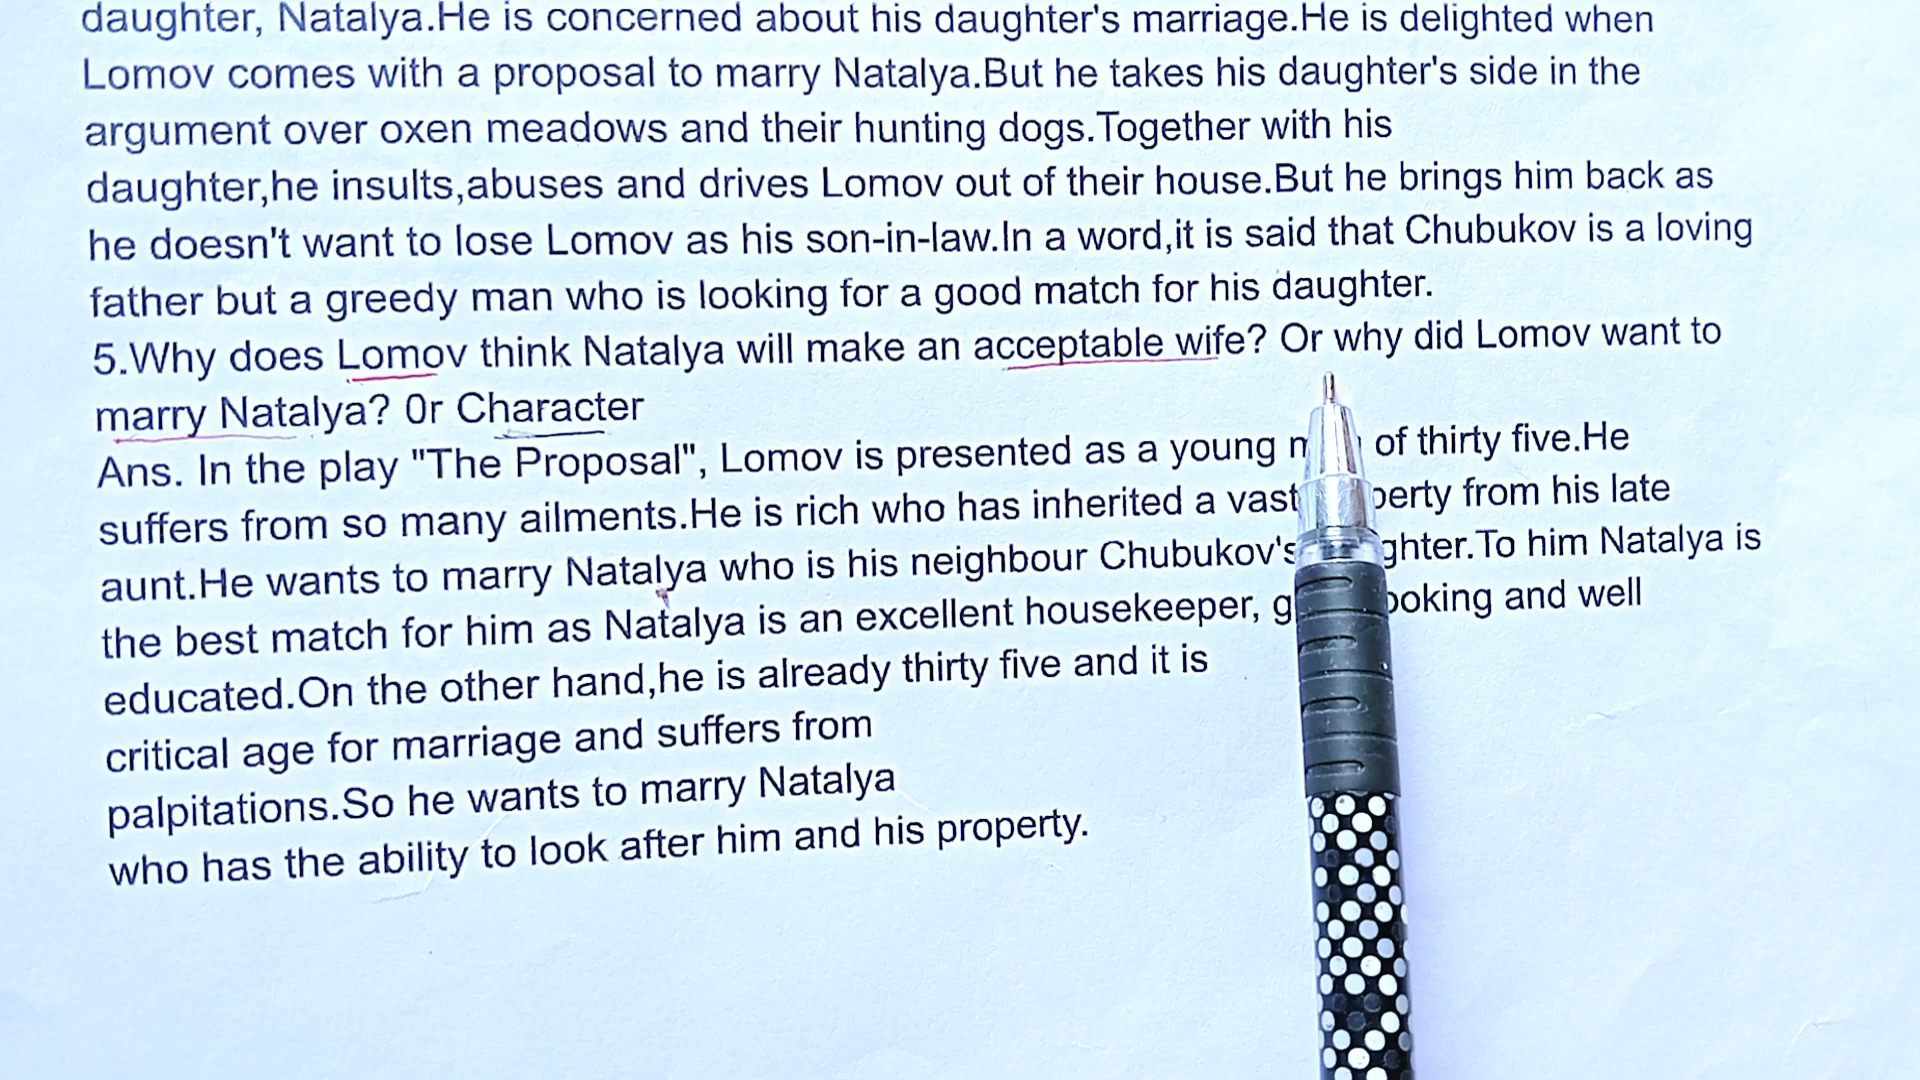 daughter, Natalya.He is concerned about his daughter's marriage.He is delighted when
Lomov comes with a proposal to marry Natalya.But he takes his daughter's side in the
argument over oxen meadows and their hunting dogs.Together with his
daughter,he insults,abuses and drives Lomov out of their house.But he brings him back as
he doesn't want to lose Lomov as his son-in-law.In a word,it is said that Chubukov is a loving
father but a greedy man who is looking for a good match for his daughter.
5.Why does Lomov think Natalya will make an acceptable wife? Or why did Lomov want to
marry Natalya? 0r Character
Ans. In the play "The Proposal", Lomov is presented as a young of thirty five.He
suffers from so many ailments.He is rich who has inherited a vast from his late
aunt.He wants to marry Natalya who is his neighbour Chubukov's To him Natalya is
the best match for him as Natalya is an excellent housekeeper, and well
educated.On the other hand,he is already thirty five and it is
critical age for marriage and suffers from
palpitations.So he wants to marry Natalya
who has the ability to look after him and his property.